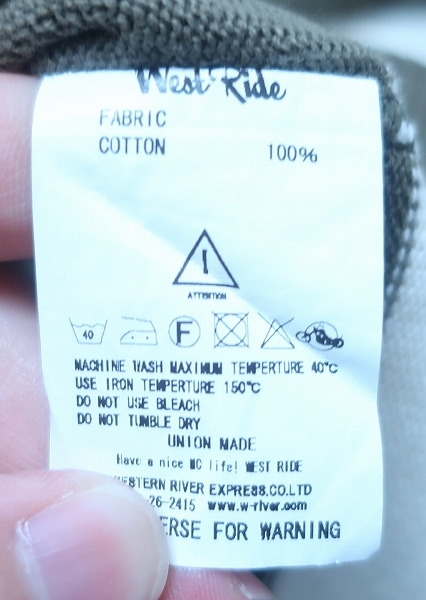 West Ride
FABRIC
COTTON 100%
ATTENTION
40 F
MACHINE WASH MAXIMUM TEMPERTURE 40℃
USE IRON TEMPERTURE 150℃
DO NOT USE BLEACH
DO NOT TUMBLE DRY
UNION MADE
Have a nice MC life! WEST RIDE
ESTERN RIVER EXPRESS.CO.LTD
26-2415 www.w-river.com
ERSE FOR WARNING